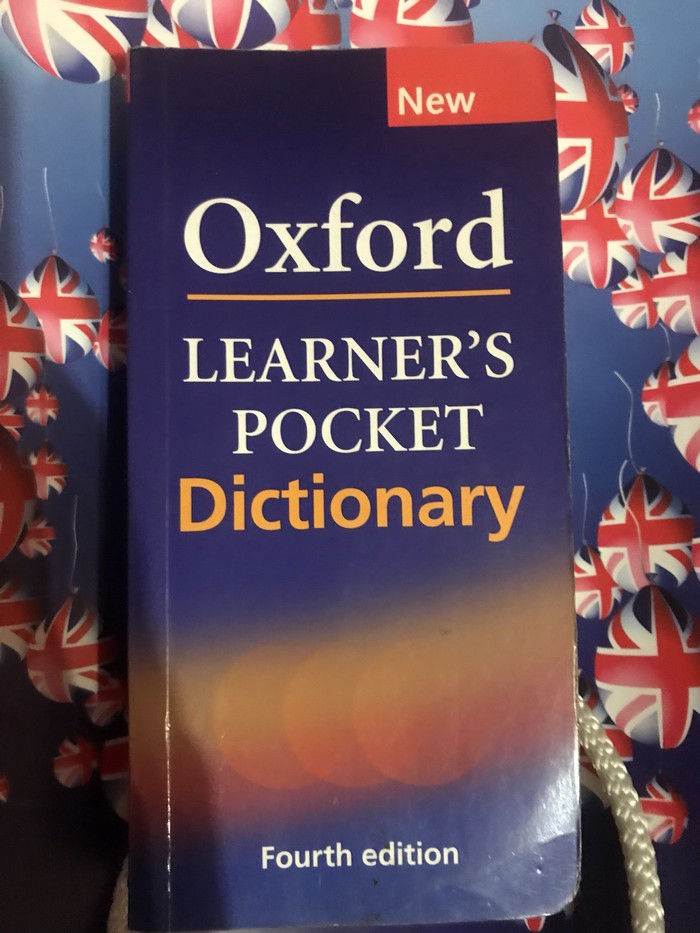 New
Oxford
LEARNER'S
POCKET
Dictionary
Fourth edition